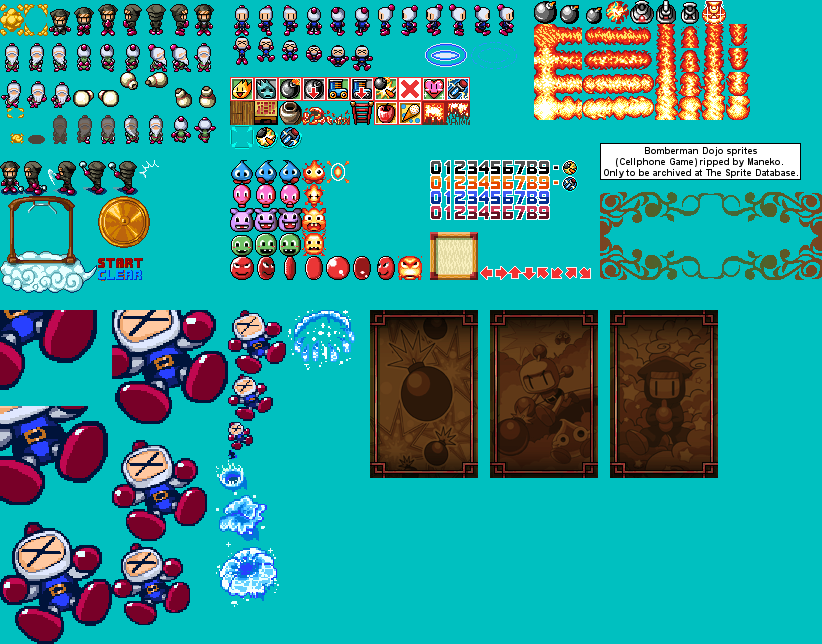 0123456789-
0123456789-
0123456789
0123456789
Bomberman Dojo sprites
(Cellphone Game) ripped by Maneko.
Only to be archived at The Sprite Database.
START
CLEAR